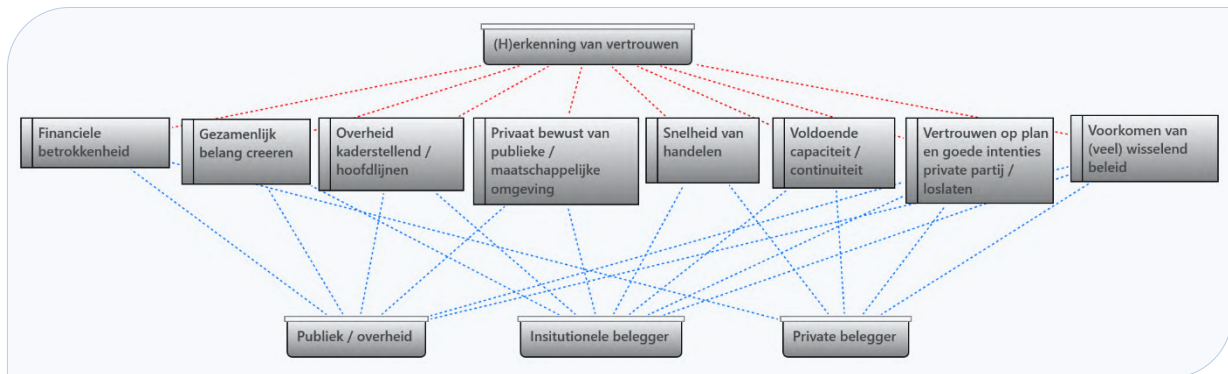 (H)erkenning van vertrouwen
Financiele
betrokkenheid
Gezamenlijk
belang creeren
Overheid
kaderstellend /
hoofdlijnen
Privaat bewust van
publieke /
maatschappelijke
omgeving
Snelheid van
handelen
Voldoende
capaciteit /
continuiteit
Vertrouwen op plan
en goede intenties
private partij /
loslaten
Voorkomen van
(veel) wisselend
beleid
Publiek / overheid
Insitutionele belegger
Private belegger